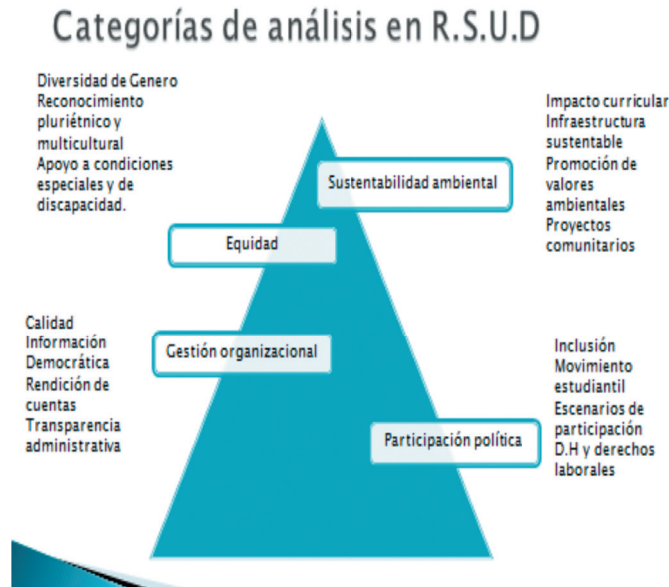 Categorías de análisis en R.S.U.D
Diversidad de Genero
Reconocimiento
pluriétnico y
multicultural
Apoyo a condiciones
especiales y de
discapacidad.
Impacto curricular
Infraestructura
sustentable
Promoción de
valores
ambientales
Proyectos
comunitarios
Sustentabilidad ambiental
Equidad
Calidad
Información
Democrática
Rendición de
cuentas
Transparencia
administrativa
Gestión organizacional
Inclusión
Movimiento
estudiantil
Escenarios de
participación
D.H y derechos
laborales
Participación política